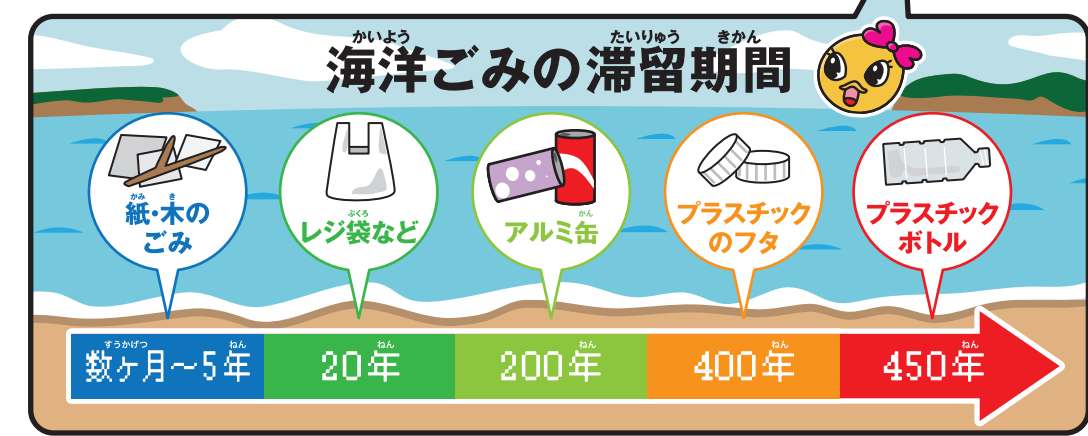 かいよう たいりゅう きかん
海洋ごみの滞留期間
かみ き
紙・木の
ごみ
ぶくろ
レジ袋など
かん
アルミ缶
プラスチック
のフタ
プラスチック
ボトル
すうかげつ ねん
数ヶ月〜5年
ねん
20年
ねん
200年
ねん
400年
ねん
450年